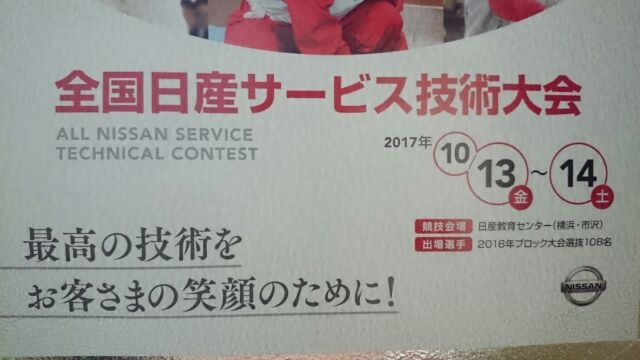 全国日産サービス技術大会
ALL NISSAN SERVICE
TECHNICAL CONTEST
2017年 10/13金～14土
競技会場 日産教育センター(横浜・市沢)
出場選手 2016年ブロック大会選抜108名
最高の技術を
お客さまの笑顔のために!
NISSAN